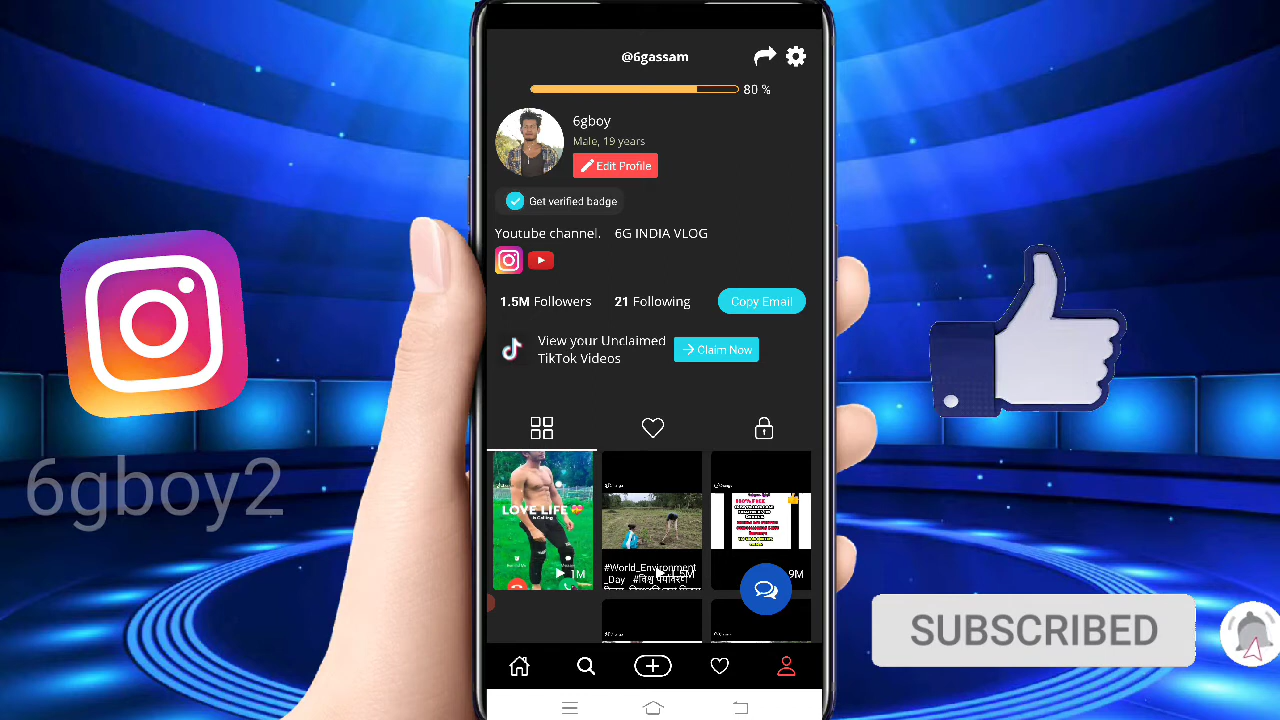 @6gassam
80 %
6gboy
Male, 19 years
Edit Profile
Get verified badge
Youtube channel. 6G INDIA VLOG
1.5M Followers
21 Following
Copy Email
View your Unclaimed
TikTok Videos
Claim Now
6gboy2
LOVE LIFE
is Calling
1M
#World_Environment
_Day
9M
SUBSCRIBED